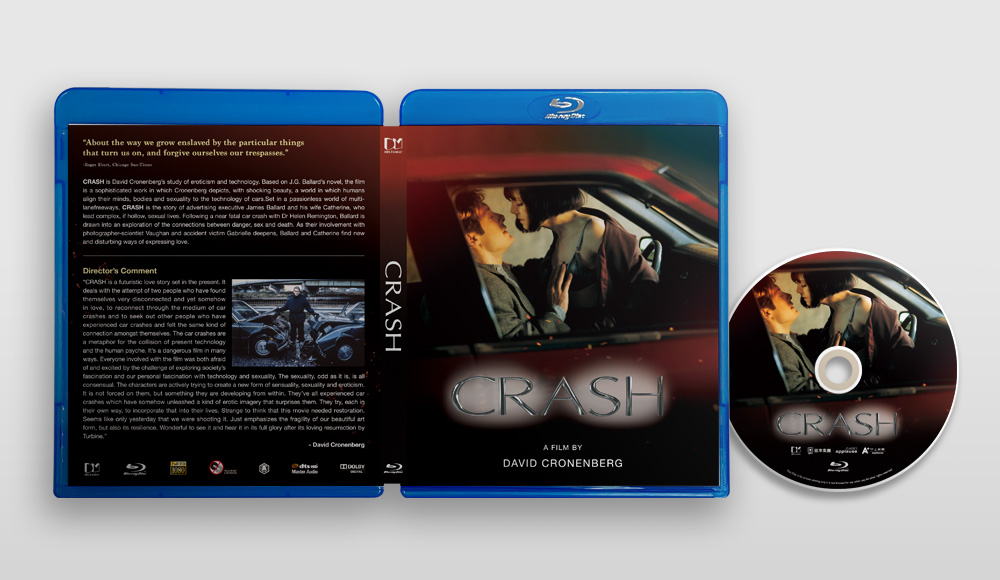 “About the way we grow enslaved by the particular things
that turn us on, and forgive ourselves our trespasses.”
-Roger Ebert, Chicago Sun-Times
CRASH is David Cronenberg's study of eroticism and technology. Based on J.G. Ballard's novel, the film
is a sophisticated work in which Cronenberg depicts, with shocking beauty, a world in which humans
align their minds, bodies and sexuality to the technology of cars.Set in a passionless world of multi-
lanefreeways, CRASH is the story of advertising executive James Ballard and his wife Catherine, who
lead complex, if hollow, sexual lives. Following a near fatal car crash with Dr Helen Remington, Ballard is
drawn into an exploration of the connections between danger, sex and death. As their involvement with
photographer-scientist Vaughan and accident victim Gabrielle deepens, Ballard and Catherine find new
and disturbing ways of expressing love.
Director's Comment
“CRASH is a futuristic love story set in the present. It
deals with the attempt of two people who have found
themselves very disconnected and yet somehow
in love, to reconnect through the medium of car
crashes and to seek out other people who have
experienced car crashes and felt the same kind of
connection amongst themselves. The car crashes are
a metaphor for the collision of present technology
and the human psyche. It's a dangerous film in many
ways. Everyone involved with the film was both afraid
of and excited by the challenge of exploring society's
fascination and our personal fascination with technology and sexuality. The sexuality, odd as it is, is all
consensual. The characters are actively trying to create a new form of sensuality, sexuality and eroticism.
It is not forced on them, but something they are developing from within. They've all experienced car
crashes which have somehow unleashed a kind of erotic imagery that surprises them. They try, each in
their own way, to incorporate that into their lives. Strange to think that this movie needed restoration.
Seems like only yesterday that we were shooting it. Just emphasizes the fragility of our beautiful art
form, but also its resilience. Wonderful to see and hear it in its full glory after its loving resurrection by
Turbine.”
- David Cronenberg
Blu-ray Disc
Full HD
1080
A
dts-HD
Master Audio
DOLBY
DIGITAL
CRASH
Blu-ray Disc
Blu-ray Disc
CRASH
A FILM BY
DAVID CRONENBERG
CRASH
applause
Blu-ray Disc